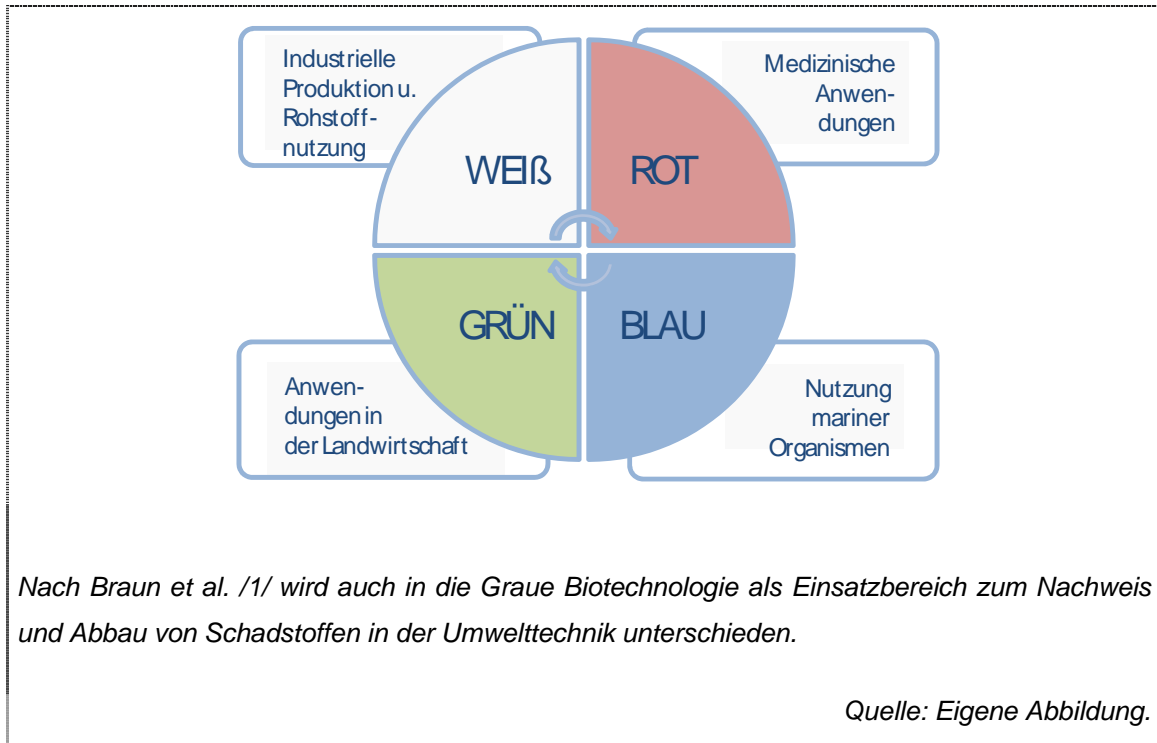 Industrielle
Produktion u.
Rohstoff-
nutzung
WEIß
Medizinische
Anwen-
dungen
ROT
GRÜN
Anwen-
dungen in
der Landwirtschaft
BLAU
Nutzung
mariner
Organismen
Nach Braun et al. /1/ wird auch in die Graue Biotechnologie als Einsatzbereich zum Nachweis
und Abbau von Schadstoffen in der Umwelttechnik unterschieden.
Quelle: Eigene Abbildung.